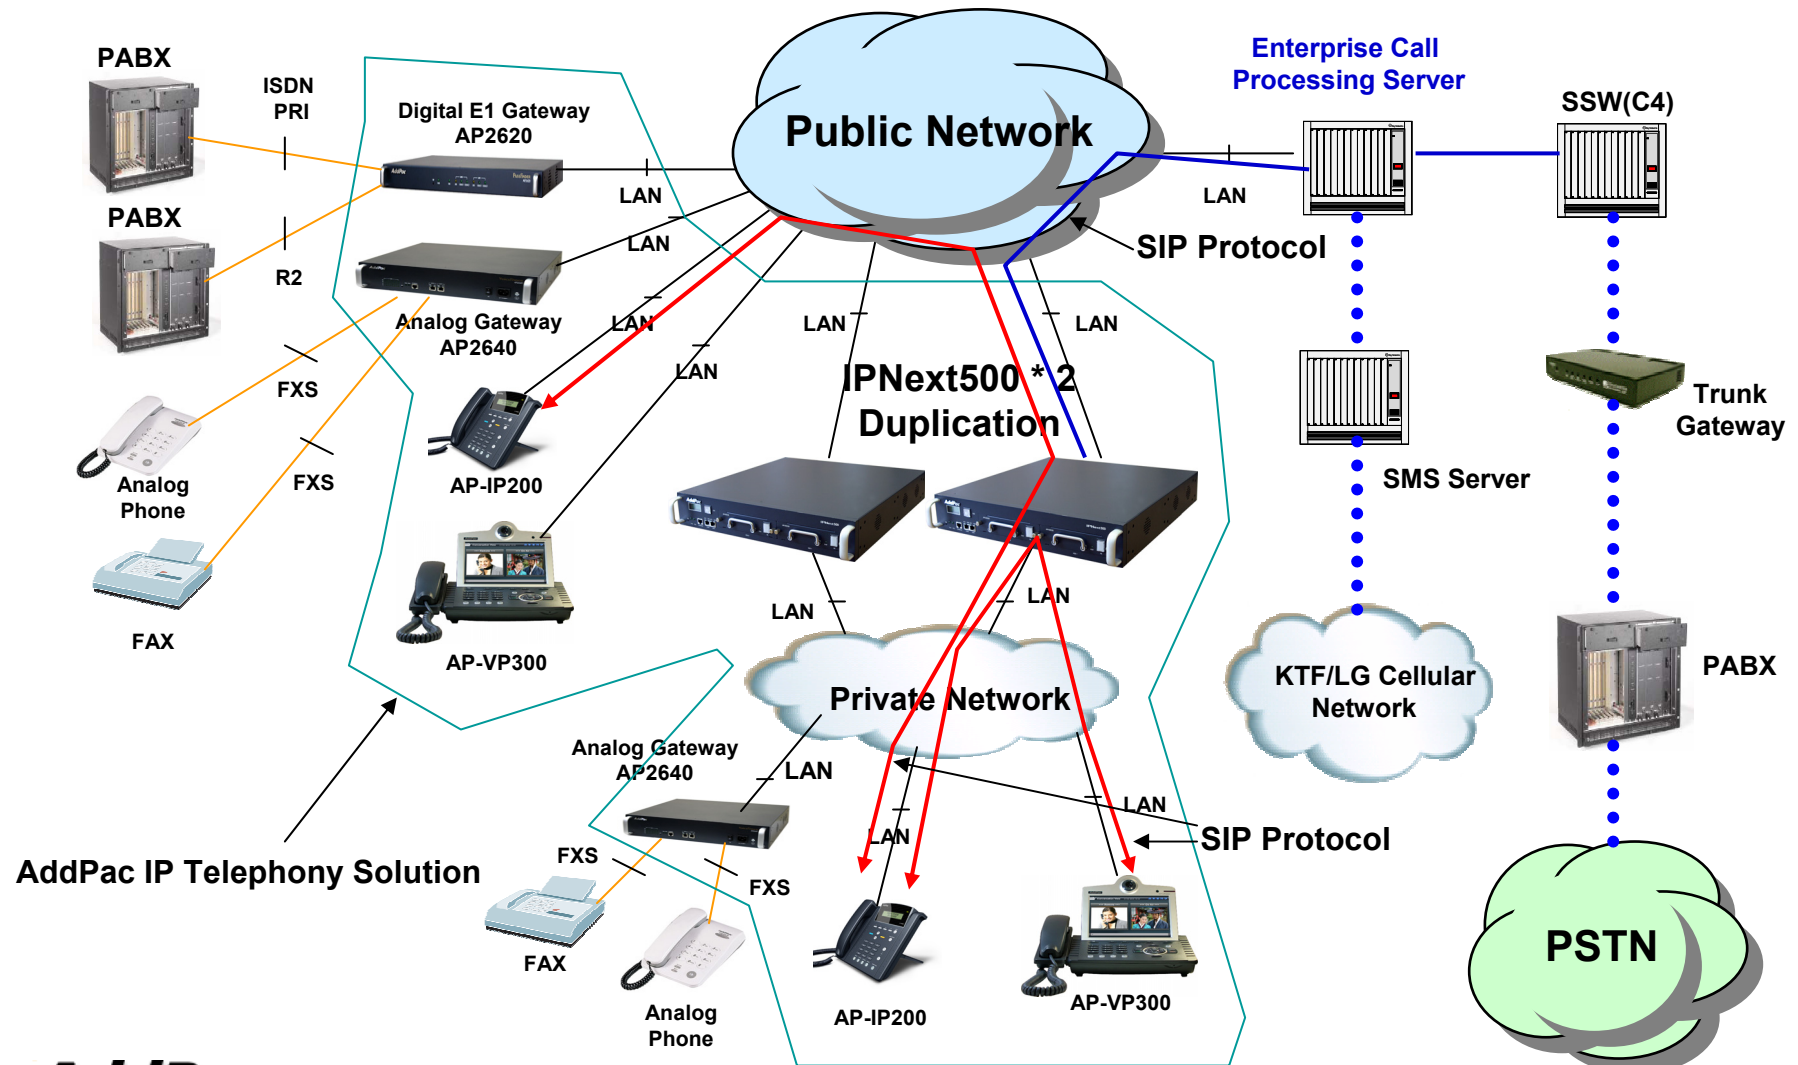 PABX
ISDN
PRI
Digital E1 Gateway
AP2620
Public Network
Enterprise Call
Processing Server
SSW(C4)
LAN
LAN
PABX
R2
LAN
SIP Protocol
Analog Gateway
AP2640
LAN
LAN
LAN
LAN
FXS
IPNext500 * 2
Duplication
Trunk
Gateway
FXS
AP-IP200
Analog
Phone
SMS Server
LAN
LAN
FAX
AP-VP300
KTF/LG Cellular
Network
PABX
Private Network
Analog Gateway
AP2640
LAN
LAN
LAN
SIP Protocol
AddPac IP Telephony Solution
FXS
FXS
FAX
PSTN
Analog
Phone
AP-IP200
AP-VP300